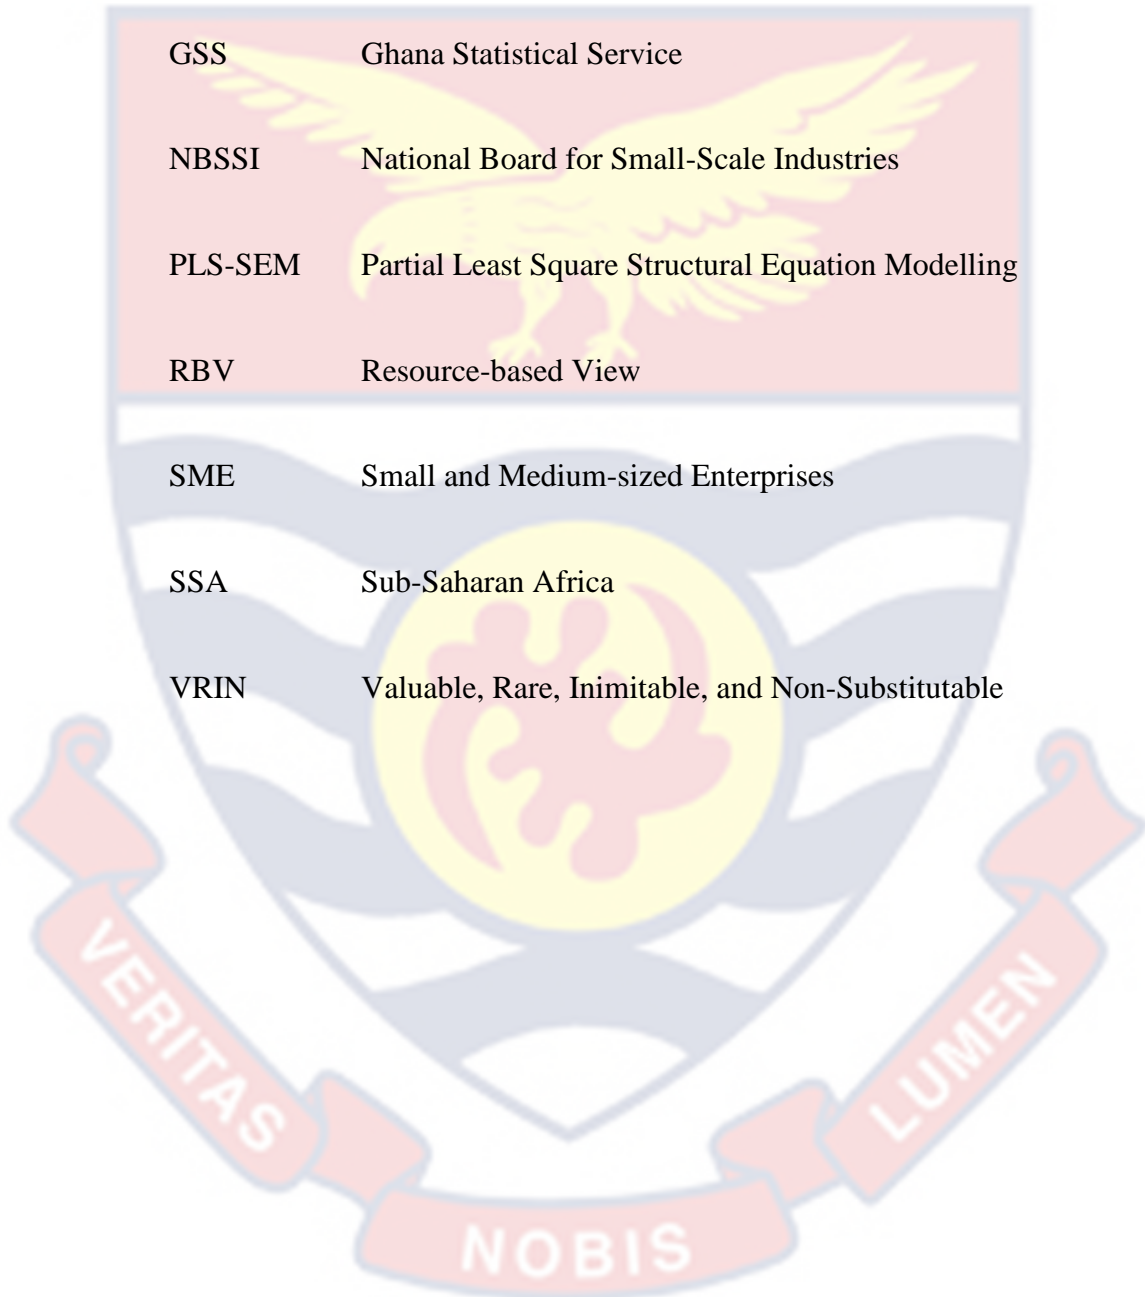 GSS Ghana Statistical Service
NBSSI National Board for Small-Scale Industries
PLS-SEM Partial Least Square Structural Equation Modelling
RBV Resource-based View
SME Small and Medium-sized Enterprises
SSA Sub-Saharan Africa
VRIN Valuable, Rare, Inimitable, and Non-Substitutable
VERITAS
NOBIS
LUMEN